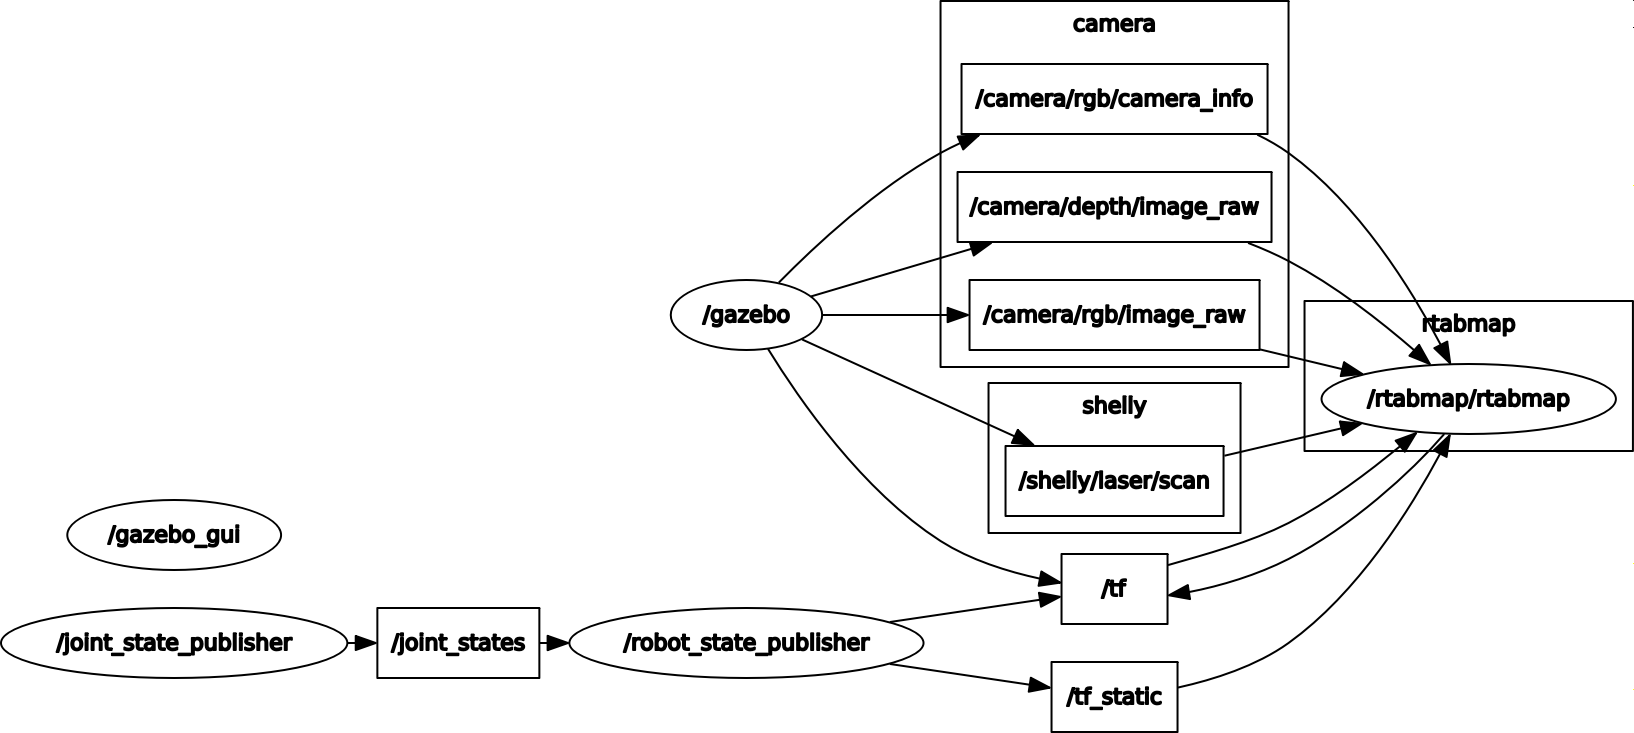 camera
/camera/rgb/camera_info
/camera/depth/image_raw
/gazebo
/camera/rgb/image_raw
rtabmap
/rtabmap/rtabmap
shelly
/shelly/laser/scan
/gazebo_gui
/tf
/joint_state_publisher
/joint_states
/robot_state_publisher
/tf_static